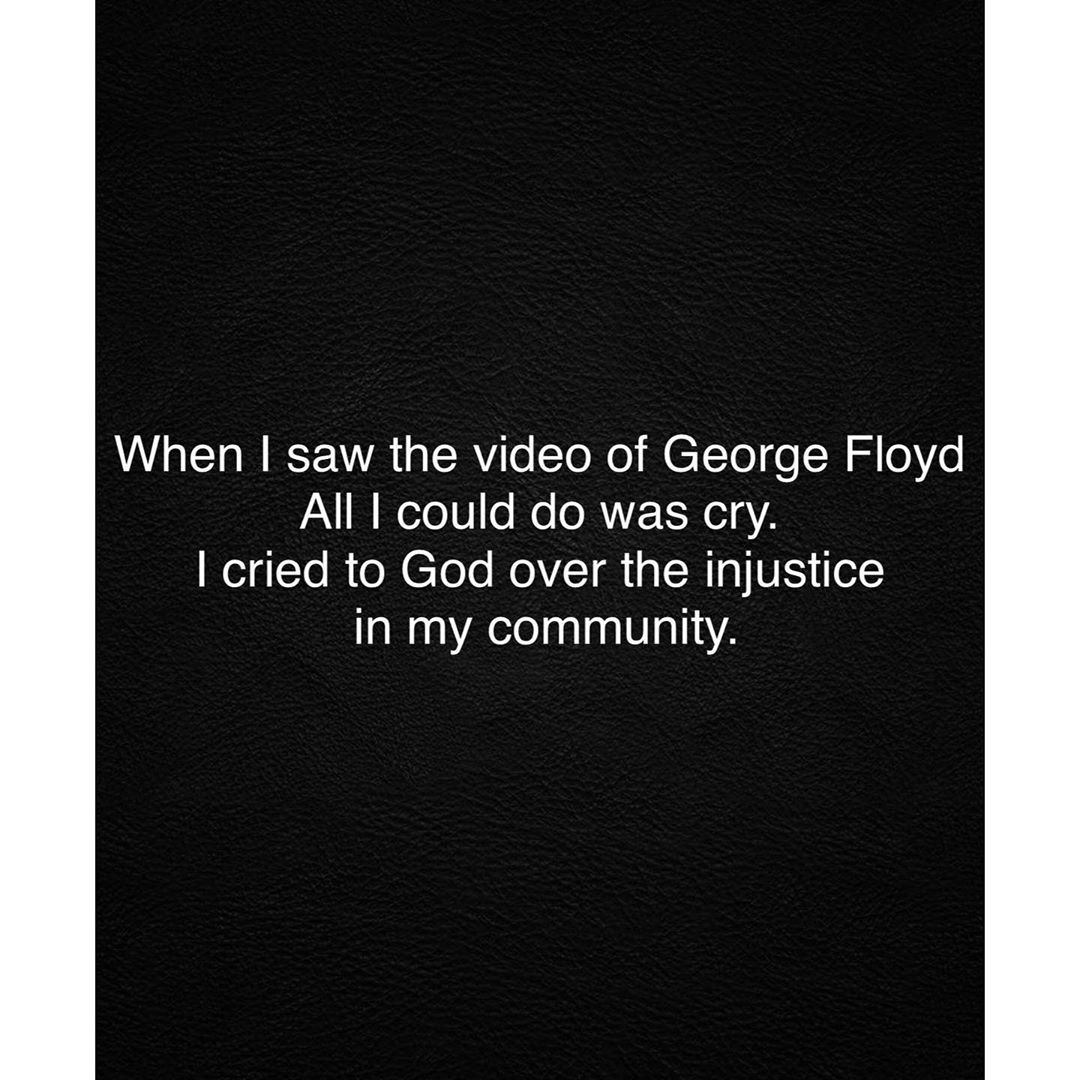 When I saw the video of George Floyd
All I could do was cry.
I cried to God over the injustice
in my community.